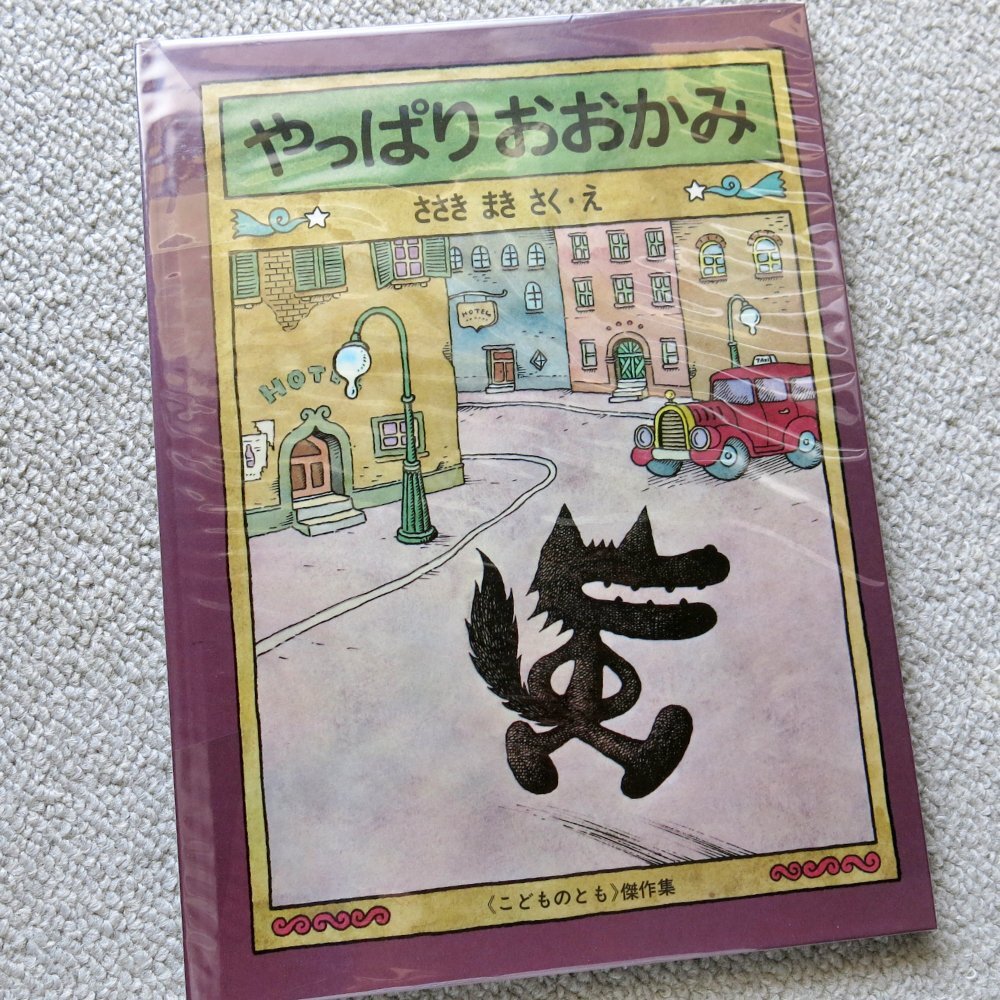 やっぱりおおかみ
ささき まき さく・え
HOTEL
TAXI
《こどものとも》傑作集